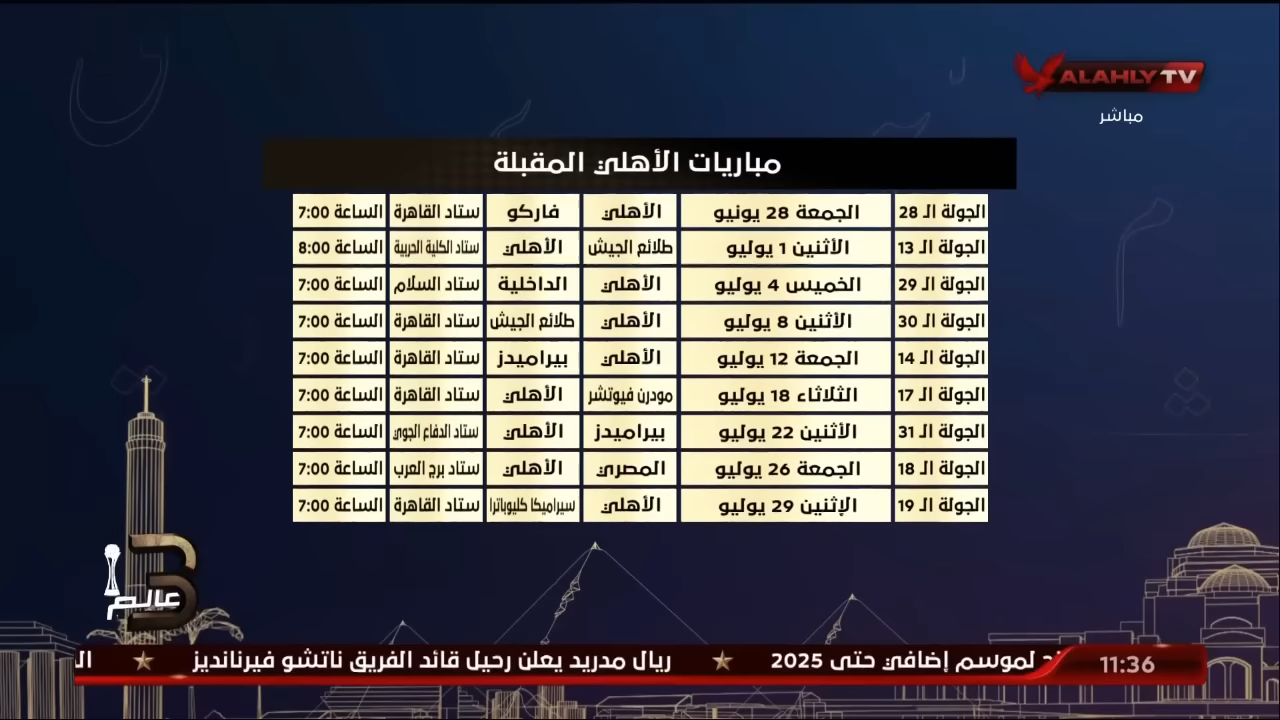 ALAHLY TV
مباشر
مباريات الأهلي المقبلة
الجولة الـ 28 الجمعة 28 يونيو الأهلي فاركو ستاد القاهرة الساعة 7:00
الجولة الـ 13 الأثنين 1 يوليو طلائع الجيش الأهلي ستاد الكلية الحربية الساعة 8:00
الجولة الـ 29 الخميس 4 يوليو الأهلي الداخلية ستاد السلام الساعة 7:00
الجولة الـ 30 الأثنين 8 يوليو الأهلي طلائع الجيش ستاد القاهرة الساعة 7:00
الجولة الـ 14 الجمعة 12 يوليو الأهلي بيراميدز ستاد القاهرة الساعة 7:00
الجولة الـ 17 الثلاثاء 18 يوليو مودرن فيوتشر الأهلي ستاد القاهرة الساعة 7:00
الجولة الـ 31 الأثنين 22 يوليو بيراميدز الأهلي ستاد الدفاع الجوي الساعة 7:00
الجولة الـ 18 الجمعة 26 يوليو المصري الأهلي ستاد برج العرب الساعة 7:00
الجولة الـ 19 الإثنين 29 يوليو الأهلي سيراميكا كليوباترا ستاد القاهرة الساعة 7:00
3 عالم
11:36 لموسم إضافي حتى 2025 ريال مدريد يعلن رحيل قائد الفريق ناتشو فيرنانديز